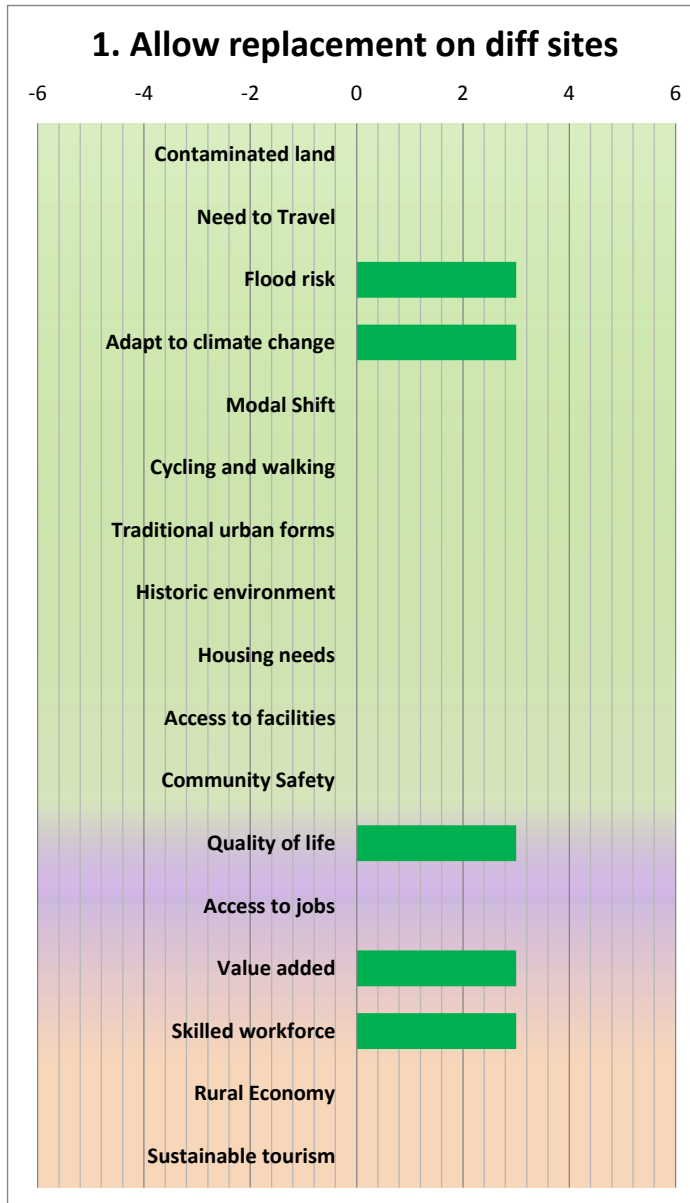 1. Allow replacement on diff sites
-6 -4 -2 0 2 4 6
Contaminated land
Need to Travel
Flood risk
Adapt to climate change
Modal Shift
Cycling and walking
Traditional urban forms
Historic environment
Housing needs
Access to facilities
Community Safety
Quality of life
Access to jobs
Value added
Skilled workforce
Rural Economy
Sustainable tourism